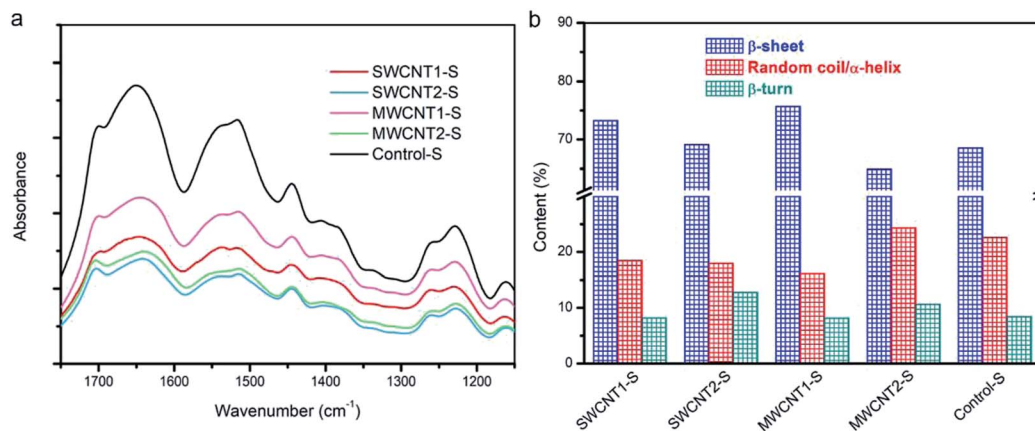 a
Absorbance
SWCNT1-S
SWCNT2-S
MWCNT1-S
MWCNT2-S
Control-S
1700 1600 1500 1400 1300 1200
Wavenumber (cm⁻¹)
b
Content (%)
90
80
70
20
10
0
β-sheet
Random coil/α-helix
β-turn
SWCNT1-S
SWCNT2-S
MWCNT1-S
MWCNT2-S
Control-S